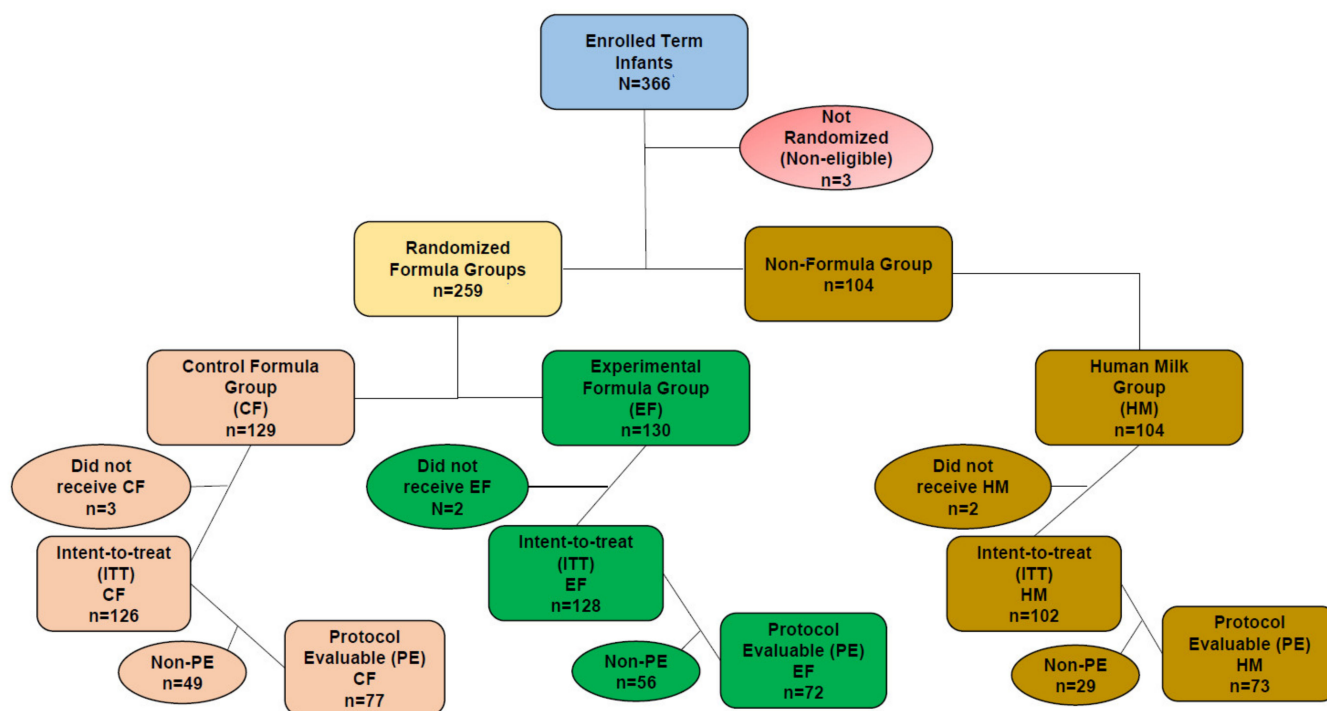 Enrolled Term
Infants
N=366
Not
Randomized
(Non-eligible)
n=3
Randomized
Formula Groups
n=259
Non-Formula Group
n=104
Control Formula
Group
(CF)
n=129
Experimental
Formula Group
(EF)
n=130
Human Milk
Group
(HM)
n=104
Did not
receive CF
n=3
Did not
receive EF
N=2
Did not
receive HM
n=2
Intent-to-treat
(ITT)
CF
n=126
Intent-to-treat
(ITT)
EF
n=128
Intent-to-treat
(ITT)
HM
n=102
Non-PE
n=49
Protocol
Evaluable (PE)
CF
n=77
Non-PE
n=56
Protocol
Evaluable (PE)
EF
n=72
Non-PE
n=29
Protocol
Evaluable (PE)
HM
n=73